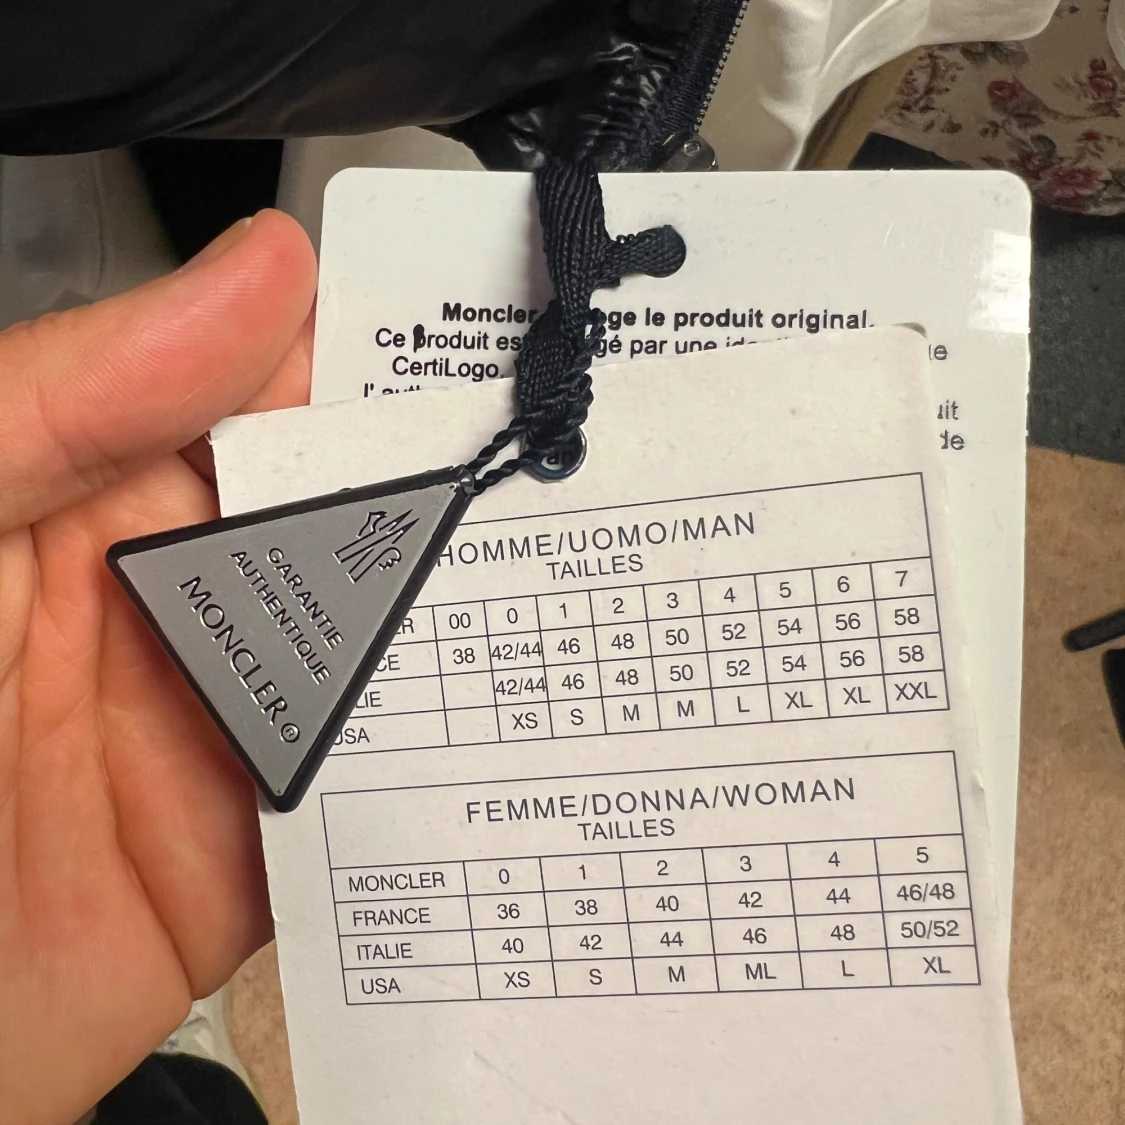 Moncler ge le produit original.
Ce produit es gé par une
CertiLogo.
GARANTIE
AUTHENTIQUE
MONCLER®
HOMME/UOMO/MAN
TAILLES
ER 00 0 1 2 3 4 5 6 7
CE 38 42/44 46 48 50 52 54 56 58
LIE 42/44 46 48 50 52 54 56 58
USA XS S M M L XL XL XXL
FEMME/DONNA/WOMAN
TAILLES
MONCLER 0 1 2 3 4 5
FRANCE 36 38 40 42 44 46/48
ITALIE 40 42 44 46 48 50/52
USA XS S M ML L XL